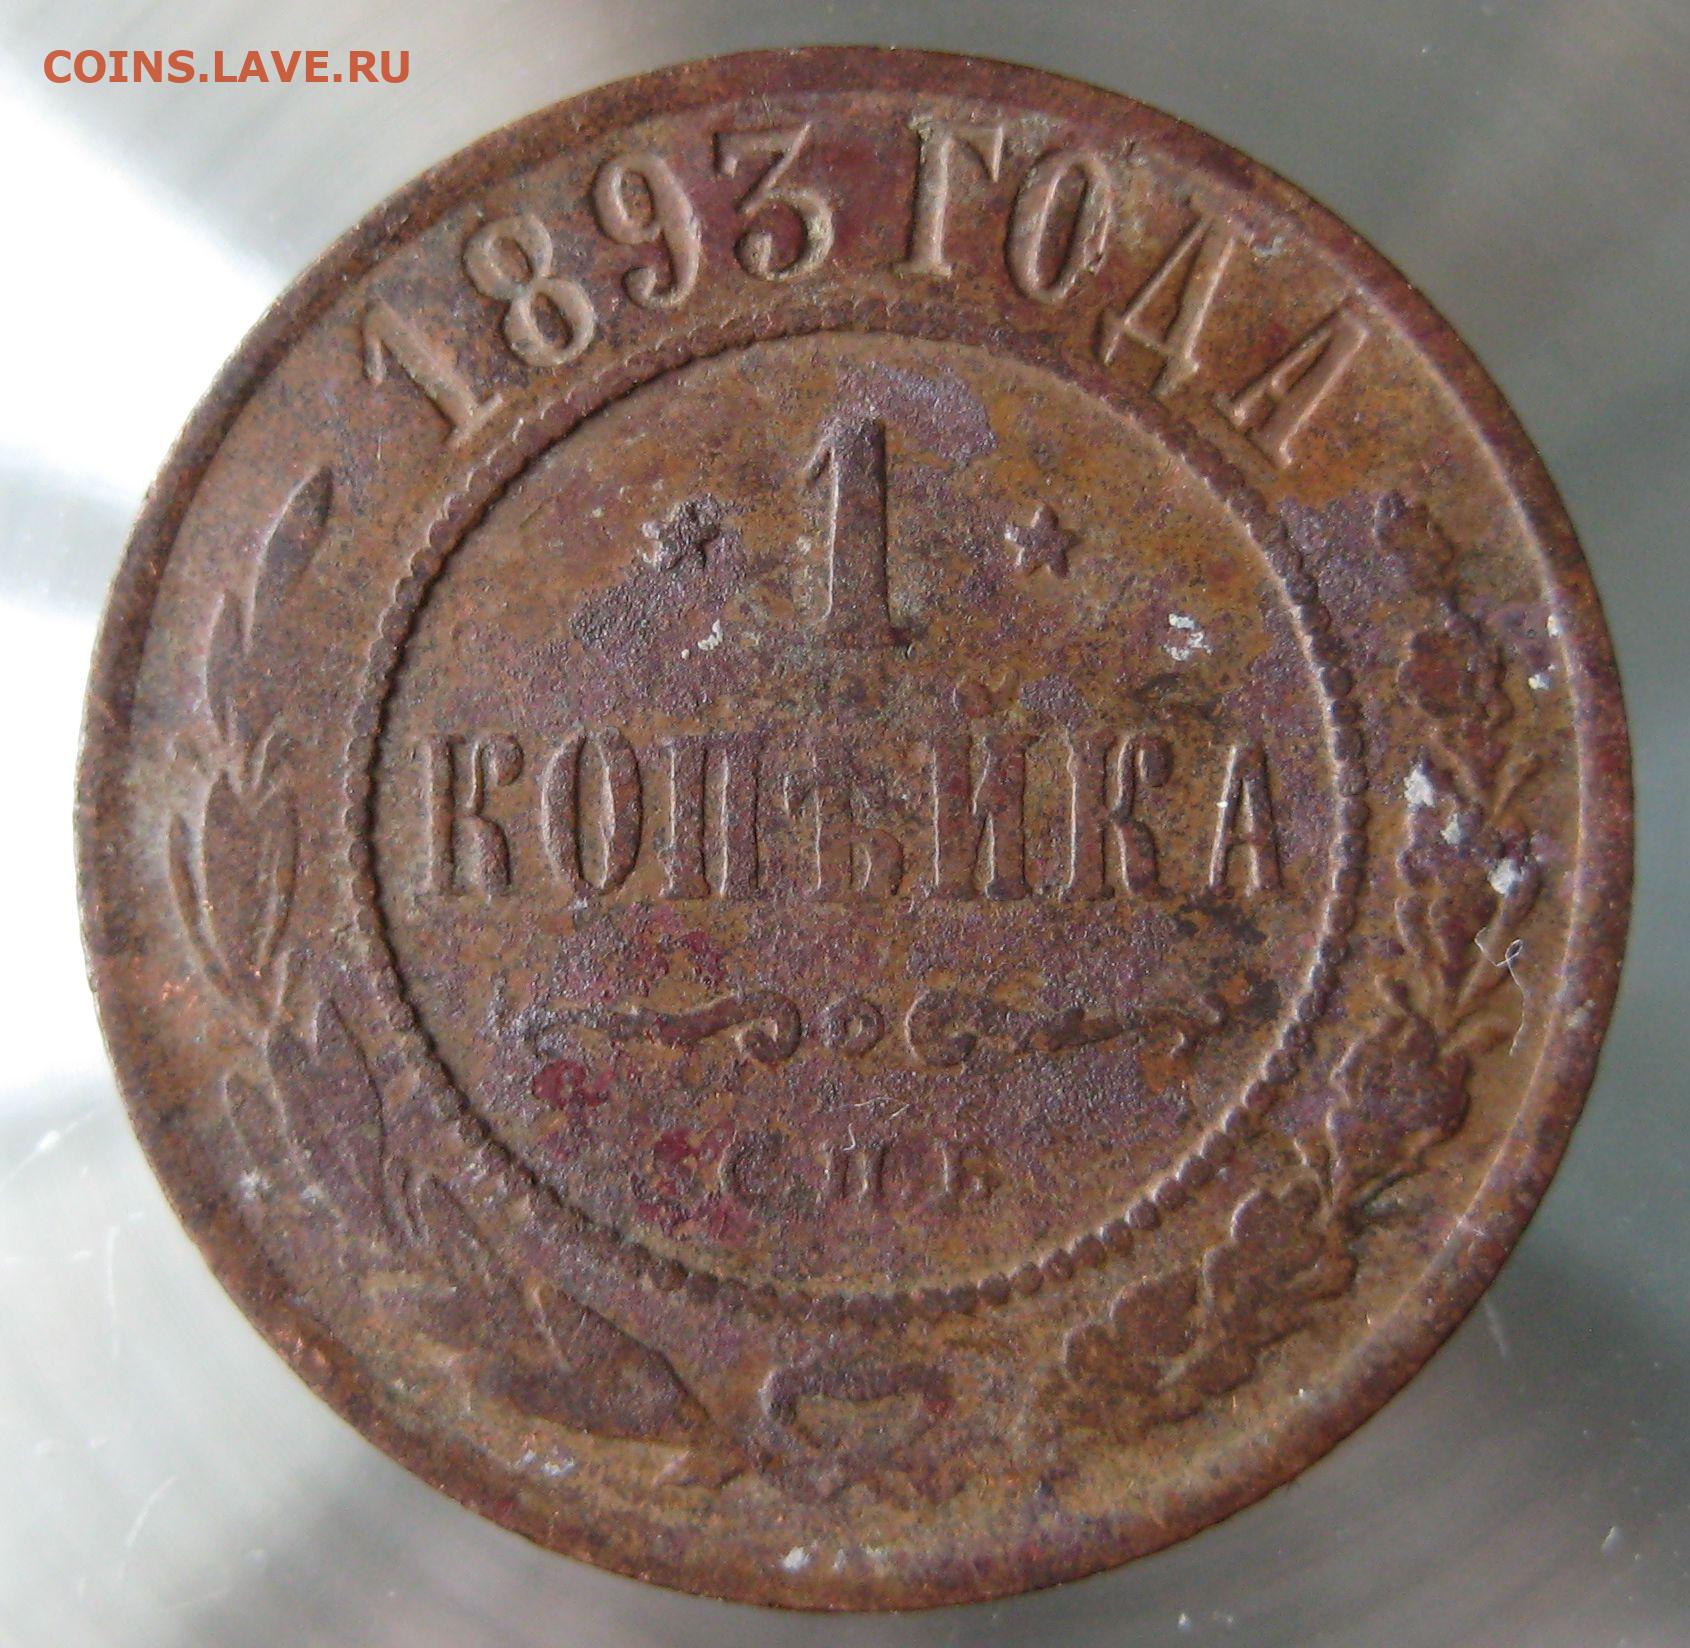 COINS.LAVE.RU
1893 ГОДА
1
КОПѢЙКА
С.П.Б.